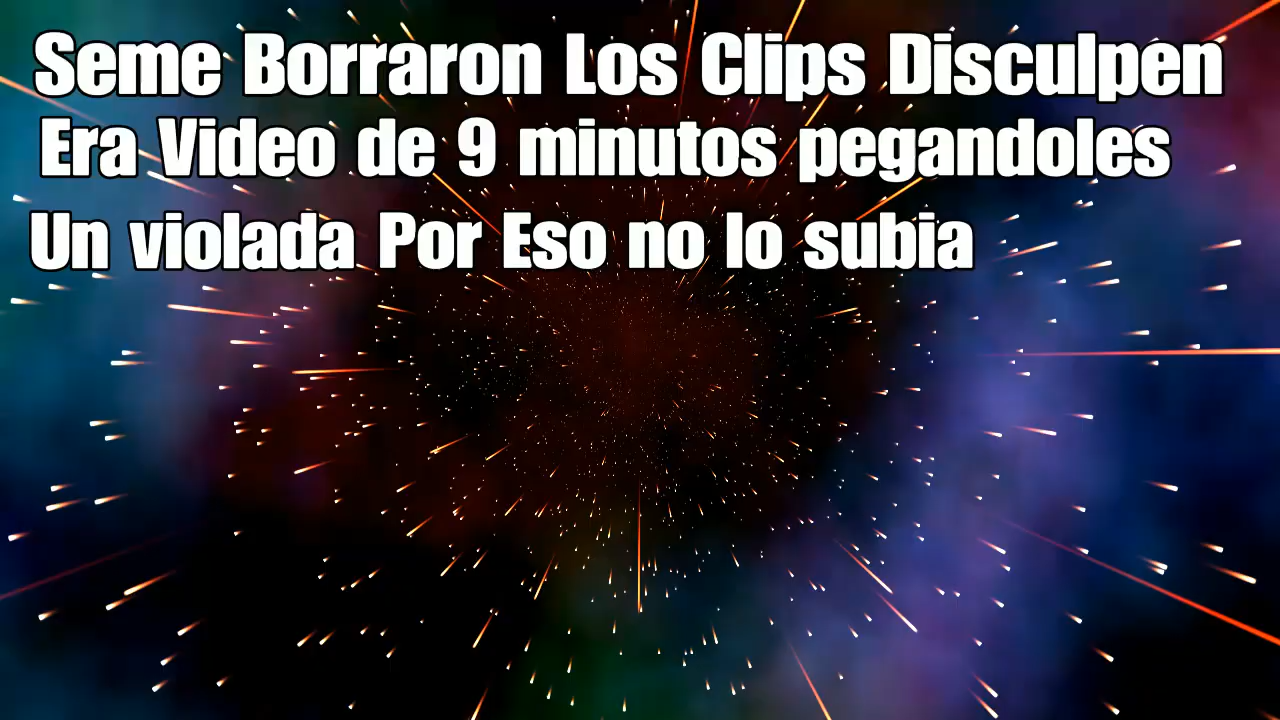 Seme Borraron Los Clips Disculpen
Era Video de 9 minutos pegandoles
Un violada Por Eso no lo subia